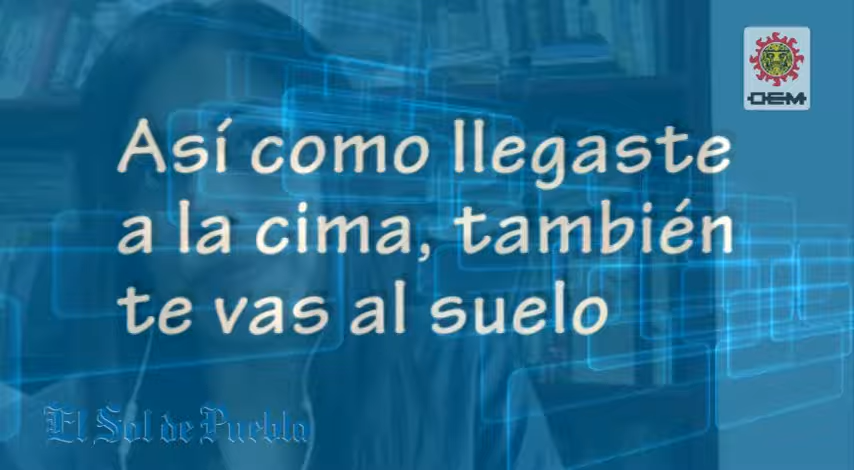 OEM
Así como llegaste
a la cima, también
te vas al suelo
El Sol de Puebla